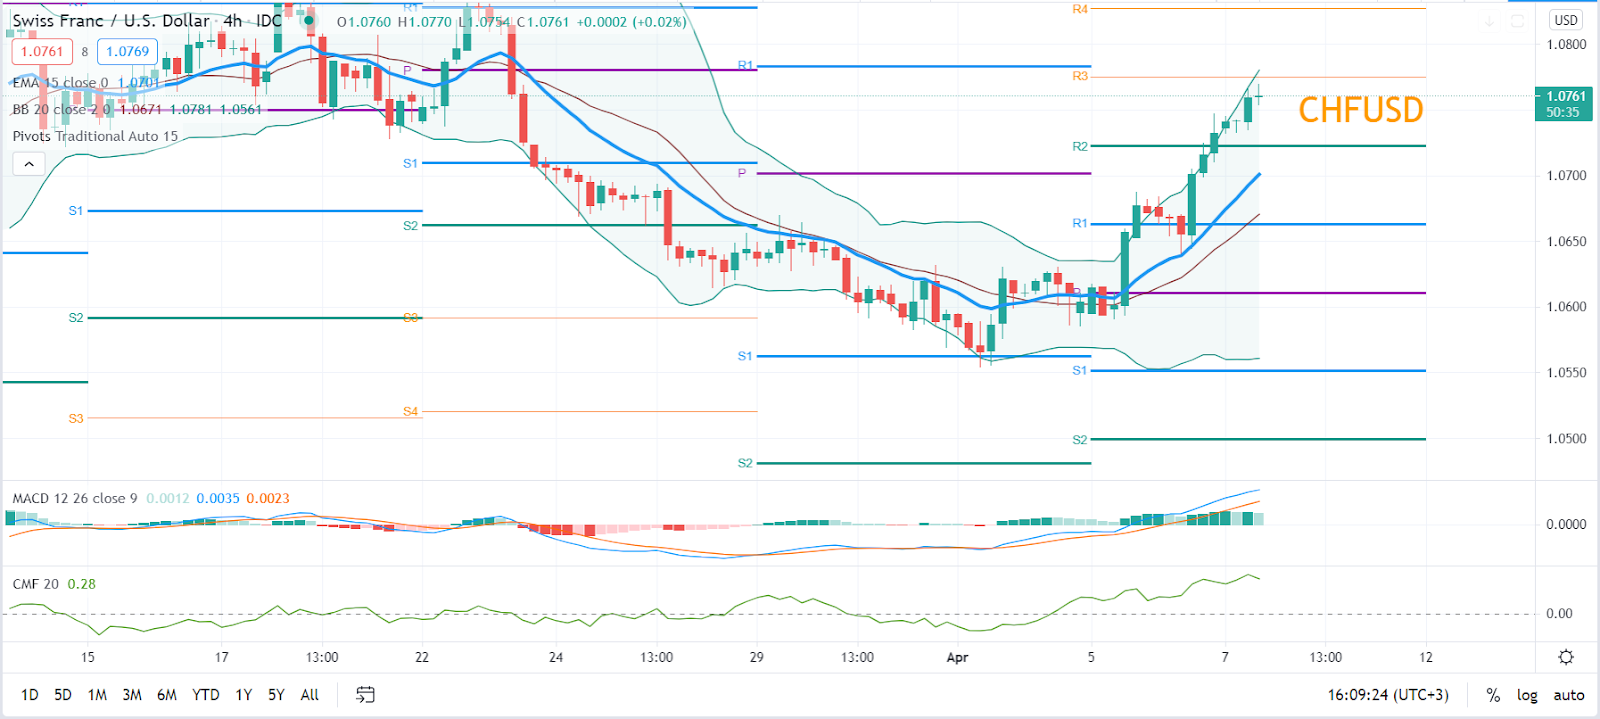 Swiss Franc / U.S. Dollar · 4h · IDC O1.0760 H1.0770 L1.0754 C1.0761 +0.0002 (+0.02%)
1.0761 8 1.0769
EMA 15 close 0 1.0701
BB 20 close 2 0 1.0671 1.0781 1.0561
Pivots Traditional Auto 15
R1
R4
USD
1.0800
P
R1
R3
1.0761
50:35
CHFUSD
R2
S1
P
1.0700
S1
S2
R1
1.0650
P
1.0600
S2
S3
S1
S1
1.0550
S3
S4
S2
S2
1.0500
MACD 12 26 close 9 0.0012 0.0035 0.0023
0.0000
CMF 20 0.28
0.00
15 17 13:00 22 24 13:00 29 13:00 Apr 5 7 13:00 12
1D 5D 1M 3M 6M YTD 1Y 5Y All 16:09:24 (UTC+3) % log auto